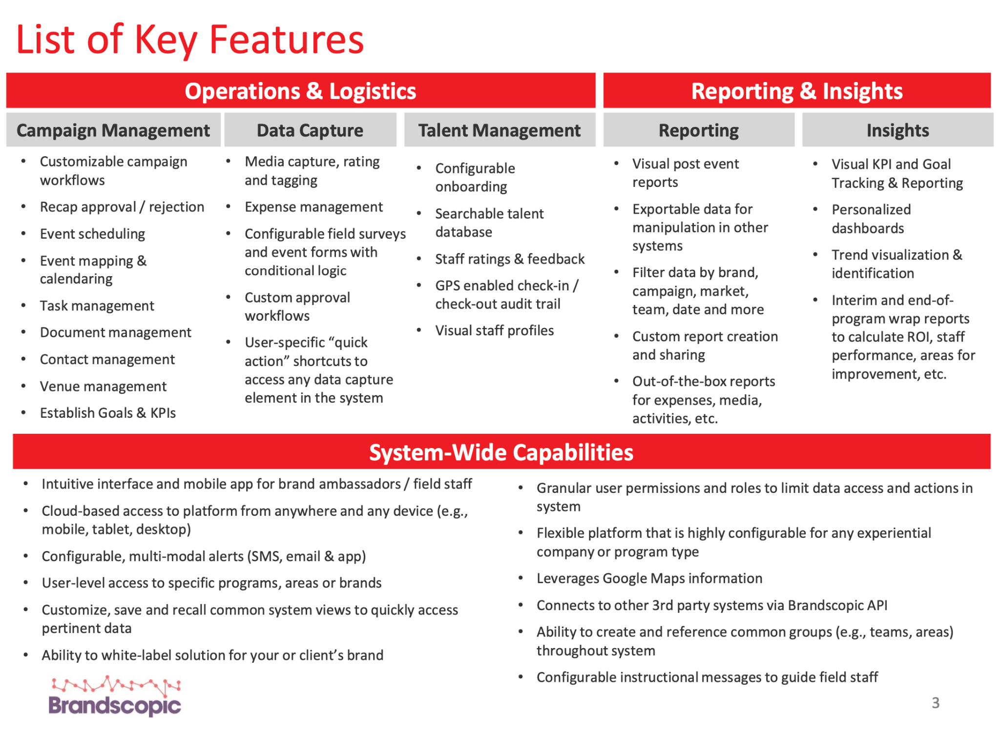 List of Key Features
Operations & Logistics
Campaign Management
• Customizable campaign
workflows
• Recap approval / rejection
• Event scheduling
• Event mapping &
calendaring
• Task management
• Document management
• Contact management
• Venue management
• Establish Goals & KPIs
Data Capture
• Media capture, rating
and tagging
• Expense management
• Configurable field surveys
and event forms with
conditional logic
• Custom approval
workflows
• User-specific “quick
action” shortcuts to
access any data capture
element in the system
Talent Management
• Configurable
onboarding
• Searchable talent
database
• Staff ratings & feedback
• GPS enabled check-in /
check-out audit trail
• Visual staff profiles
Reporting & Insights
Reporting
• Visual post event
reports
• Exportable data for
manipulation in other
systems
• Filter data by brand,
campaign, market,
team, date and more
• Custom report creation
and sharing
• Out-of-the-box reports
for expenses, media,
activities, etc.
Insights
• Visual KPI and Goal
Tracking & Reporting
• Personalized
dashboards
• Trend visualization &
identification
• Interim and end-of-
program wrap reports
to calculate ROI, staff
performance, areas for
improvement, etc.
System-Wide Capabilities
• Intuitive interface and mobile app for brand ambassadors / field staff
• Cloud-based access to platform from anywhere and any device (e.g.,
mobile, tablet, desktop)
• Configurable, multi-modal alerts (SMS, email & app)
• User-level access to specific programs, areas or brands
• Customize, save and recall common system views to quickly access
pertinent data
• Ability to white-label solution for your or client’s brand
• Granular user permissions and roles to limit data access and actions in
system
• Flexible platform that is highly configurable for any experiential
company or program type
• Leverages Google Maps information
• Connects to other 3rd party systems via Brandscopic API
• Ability to create and reference common groups (e.g., teams, areas)
throughout system
• Configurable instructional messages to guide field staff
Brandscopic
3